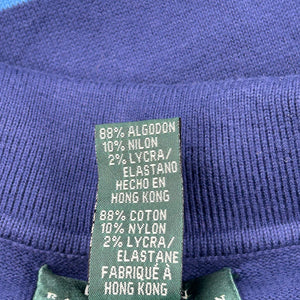 88% ALGODON
10% NILON
2% LYCRA/
ELASTANO
HECHO EN
HONG KONG
88% COTON
10% NYLON
2% LYCRA/
ELASTANE
FABRIQUÉ À
HONG KONG